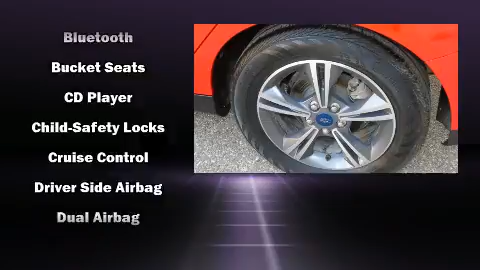 Bluetooth
Bucket Seats
CD Player
Child-Safety Locks
Cruise Control
Driver Side Airbag
Dual Airbag